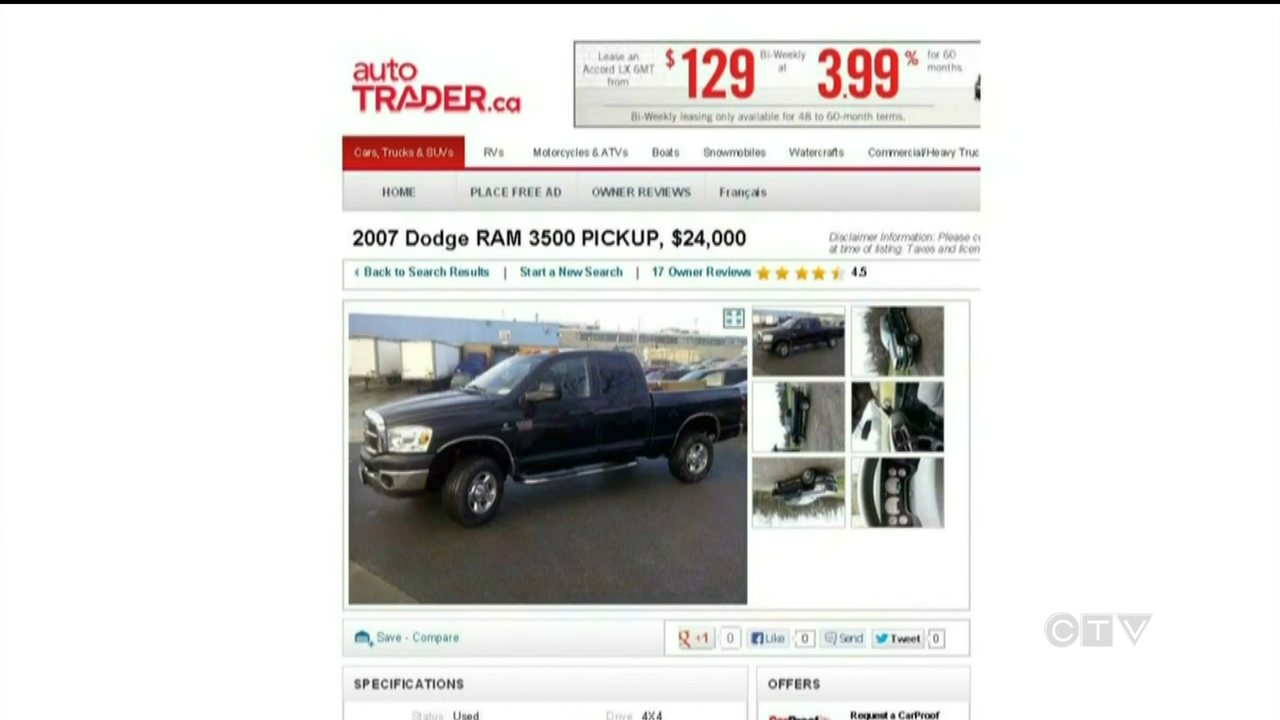 auto
TRADER.ca
Lease an
Accord LX 6MT
from
$129
Bi-Weekly
at
3.99%
for 60
months
Bi-Weekly leasing only available for 48 to 60-month terms.
Cars, Trucks & SUVs RVs Motorcycles & ATVs Boats Snowmobiles Watercrafts Commercial/Heavy Truc
HOME PLACE FREE AD OWNER REVIEWS Français
2007 Dodge RAM 3500 PICKUP, $24,000
Disclaimer Information: Please c
at time of listing. Taxes and licen
‹ Back to Search Results | Start a New Search | 17 Owner Reviews 4.5
Save - Compare
+1 0 Like 0 Send Tweet 0
CTV
SPECIFICATIONS
OFFERS
Status Used Drive 4X4
CarProof
Request a CarProof